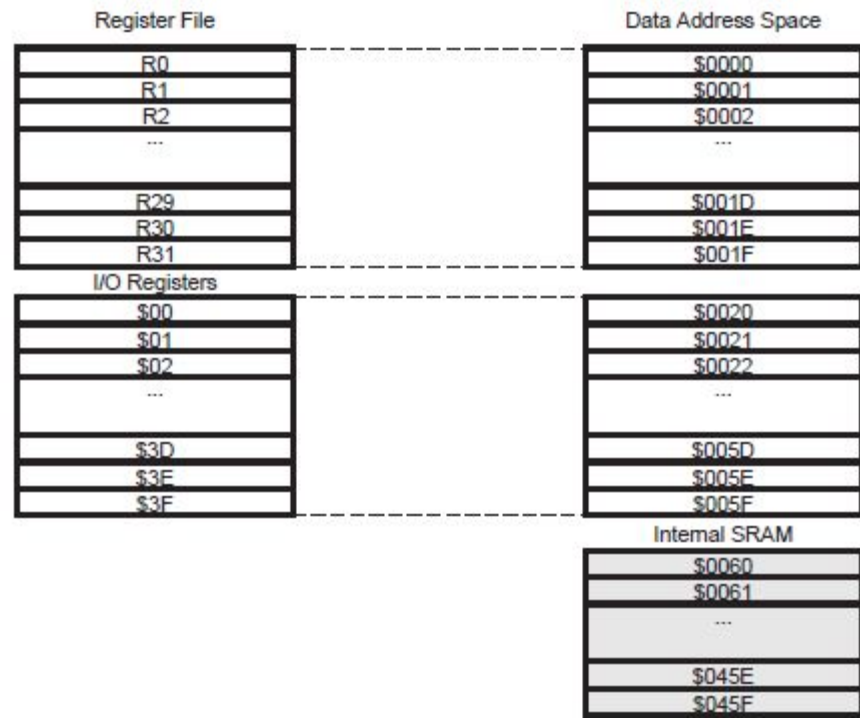 Register File Data Address Space
R0 $0000
R1 $0001
R2 $0002
... ...
R29 $001D
R30 $001E
R31 $001F
I/O Registers
$00 $0020
$01 $0021
$02 $0022
... ...
$3D $005D
$3E $005E
$3F $005F
Internal SRAM
$0060
$0061
...
$045E
$045F